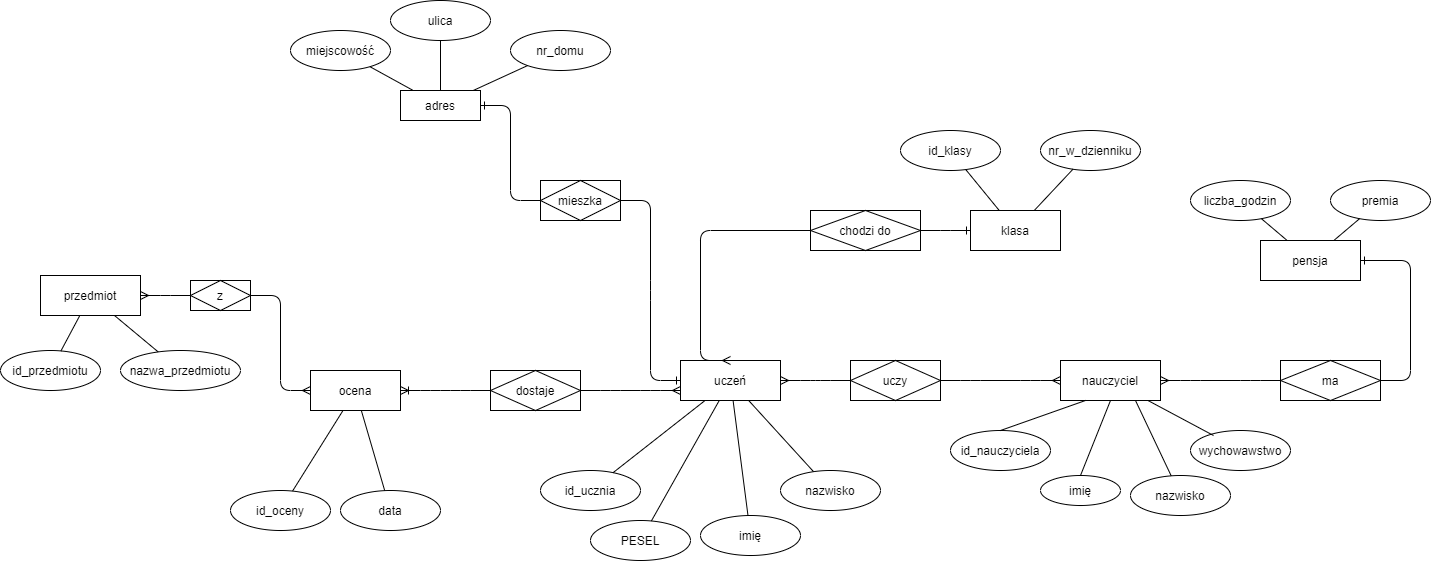 ulica
miejscowość
nr_domu
adres
id_klasy
nr_w_dzienniku
mieszka
liczba_godzin
premia
chodzi do
klasa
pensja
przedmiot
z
id_przedmiotu
nazwa_przedmiotu
ocena
dostaje
uczeń
uczy
nauczyciel
ma
id_nauczyciela
wychowawstwo
id_ucznia
nazwisko
imię
nazwisko
id_oceny
data
PESEL
imię